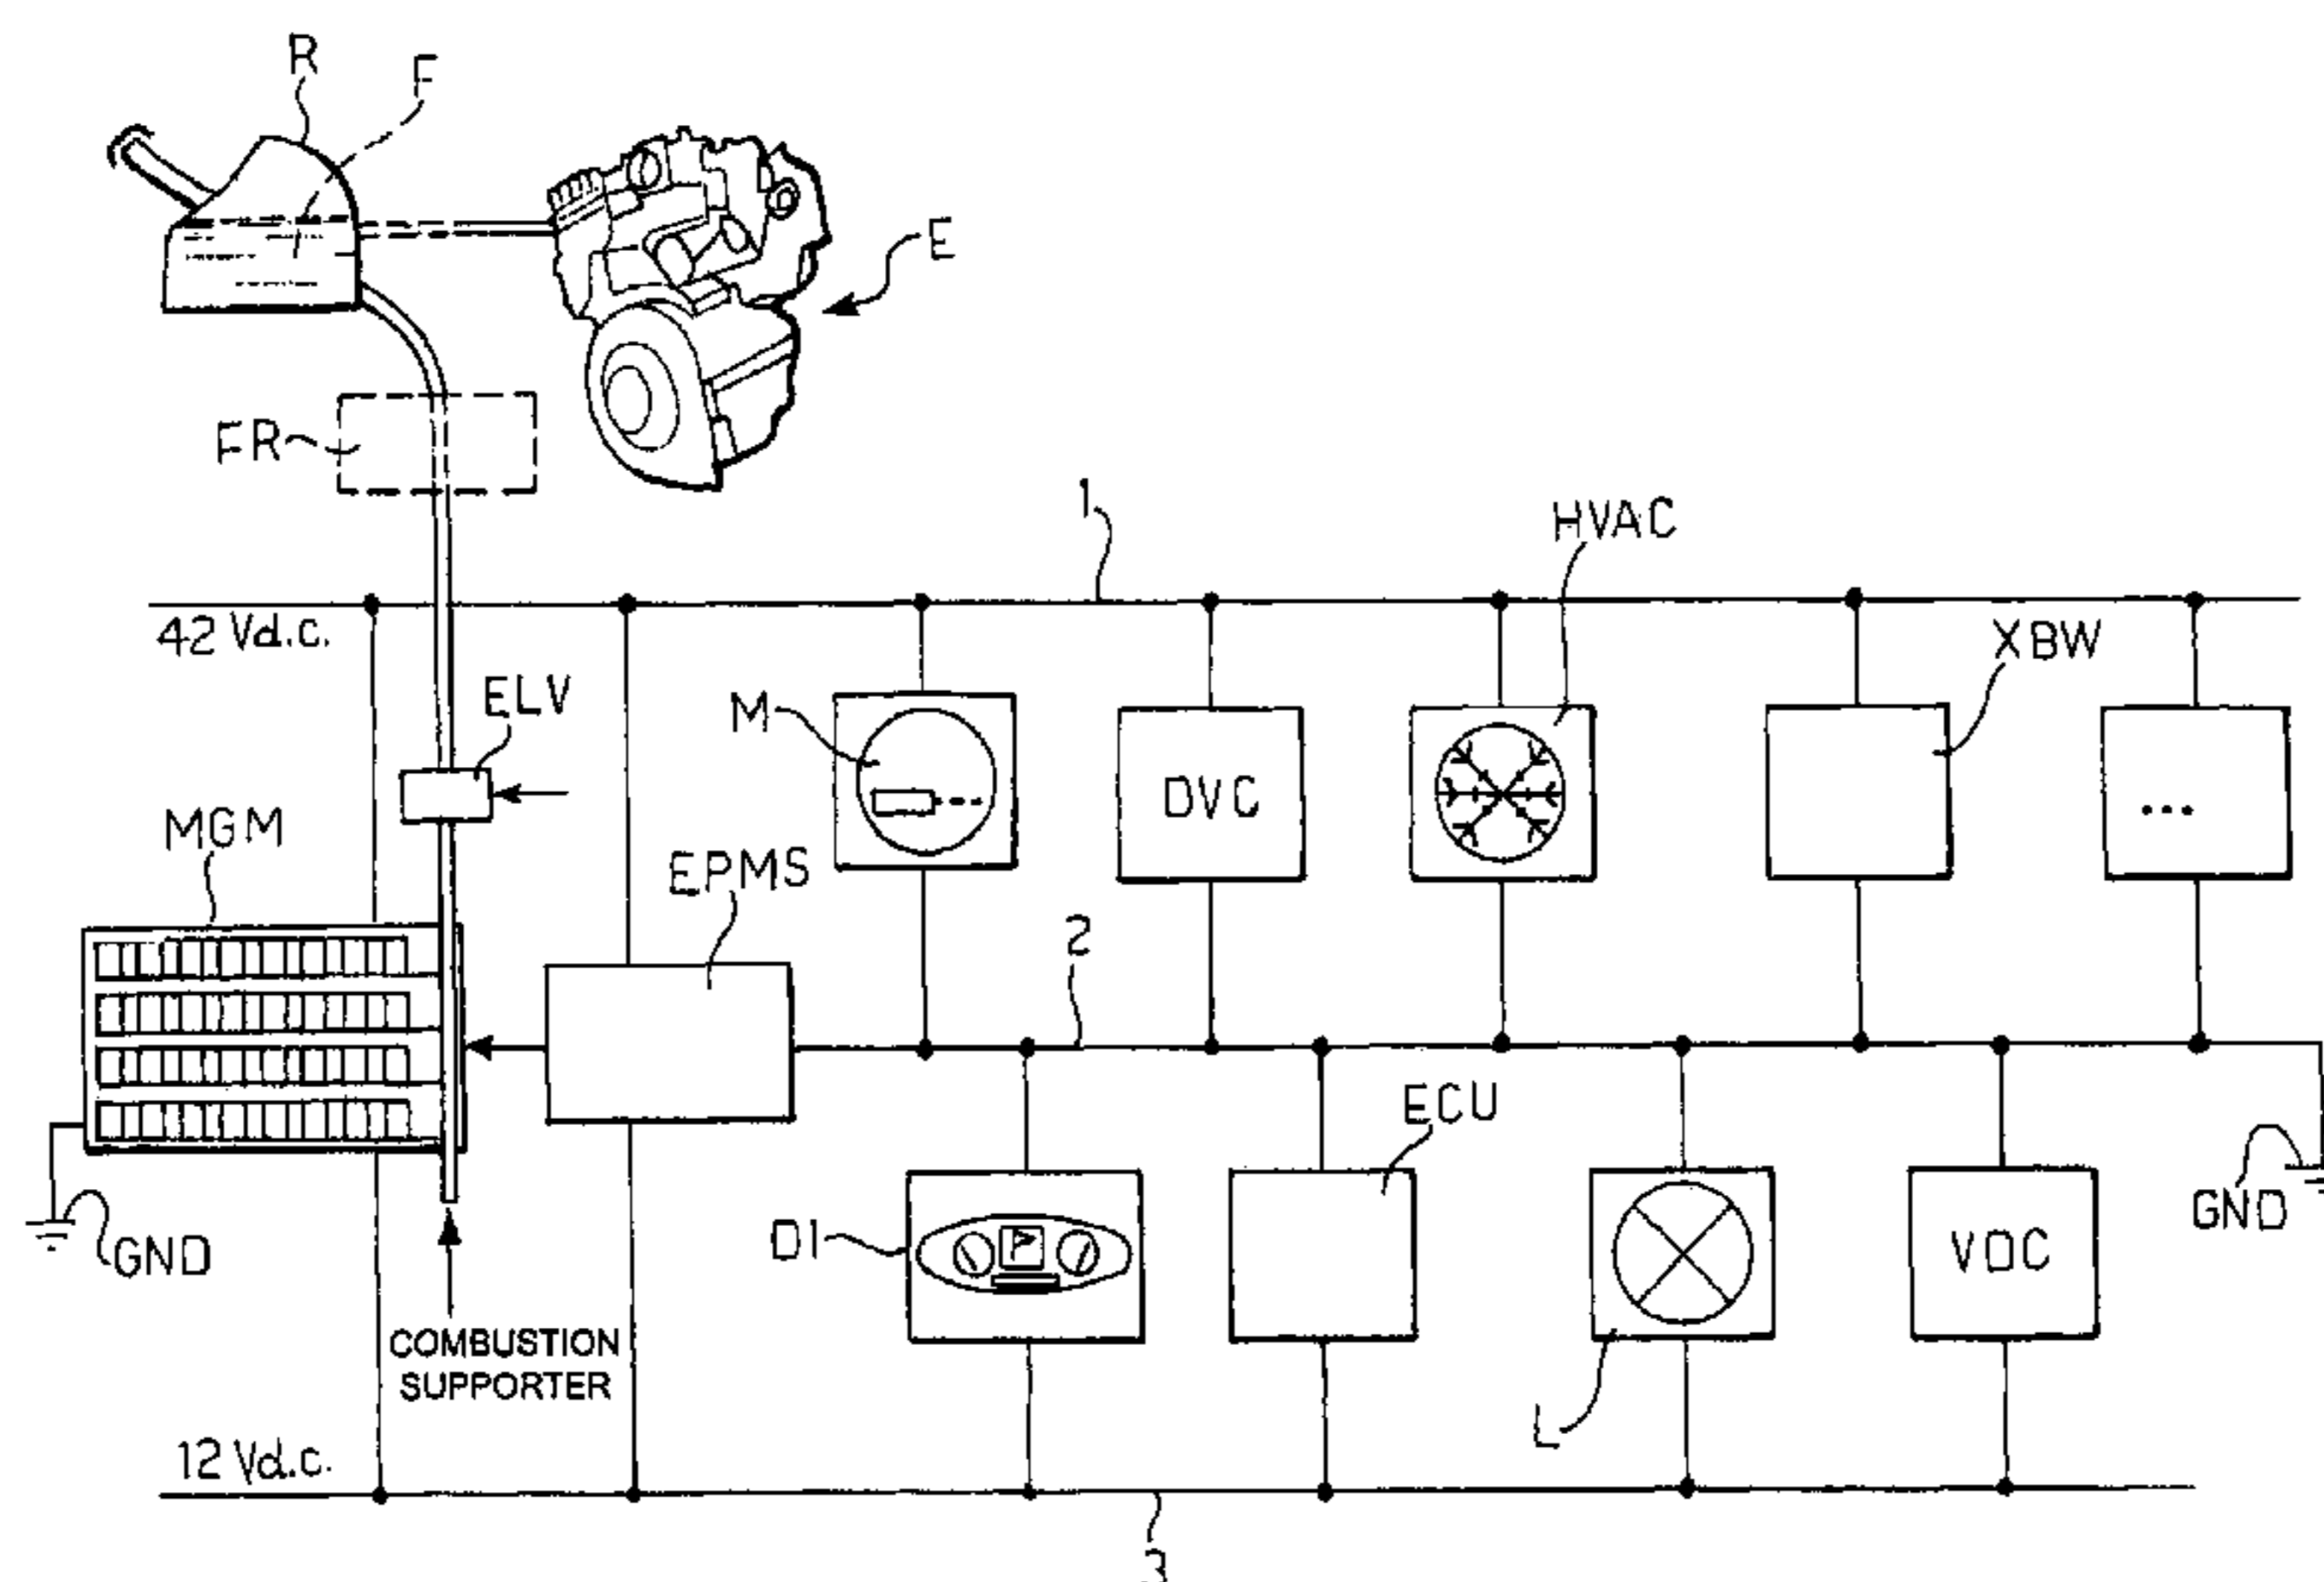 R
F
E
FR
1
HVAC
42 Vd.c.
XBW
ELV
M
DVC
MGM
EPMS
2
ECU
DI
VDC
GND
GND
COMBUSTION
SUPPORTER
L
12 Vd.c.
3